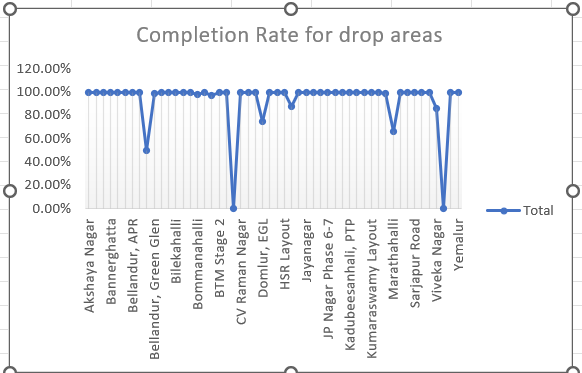 Completion Rate for drop areas
120.00%
100.00%
80.00%
60.00%
40.00%
20.00%
0.00%
Akshaya Nagar
Bannerghatta
Bellandur, APR
Bellandur, Green Glen
Bilekahalli
Bommanahalli
BTM Stage 2
CV Raman Nagar
Domlur, EGL
HSR Layout
Jayanagar
JP Nagar Phase 6-7
Kadubeesanhali, PTP
Kumaraswamy Layout
Marathahalli
Sarjapur Road
Viveka Nagar
Yemalur
Total